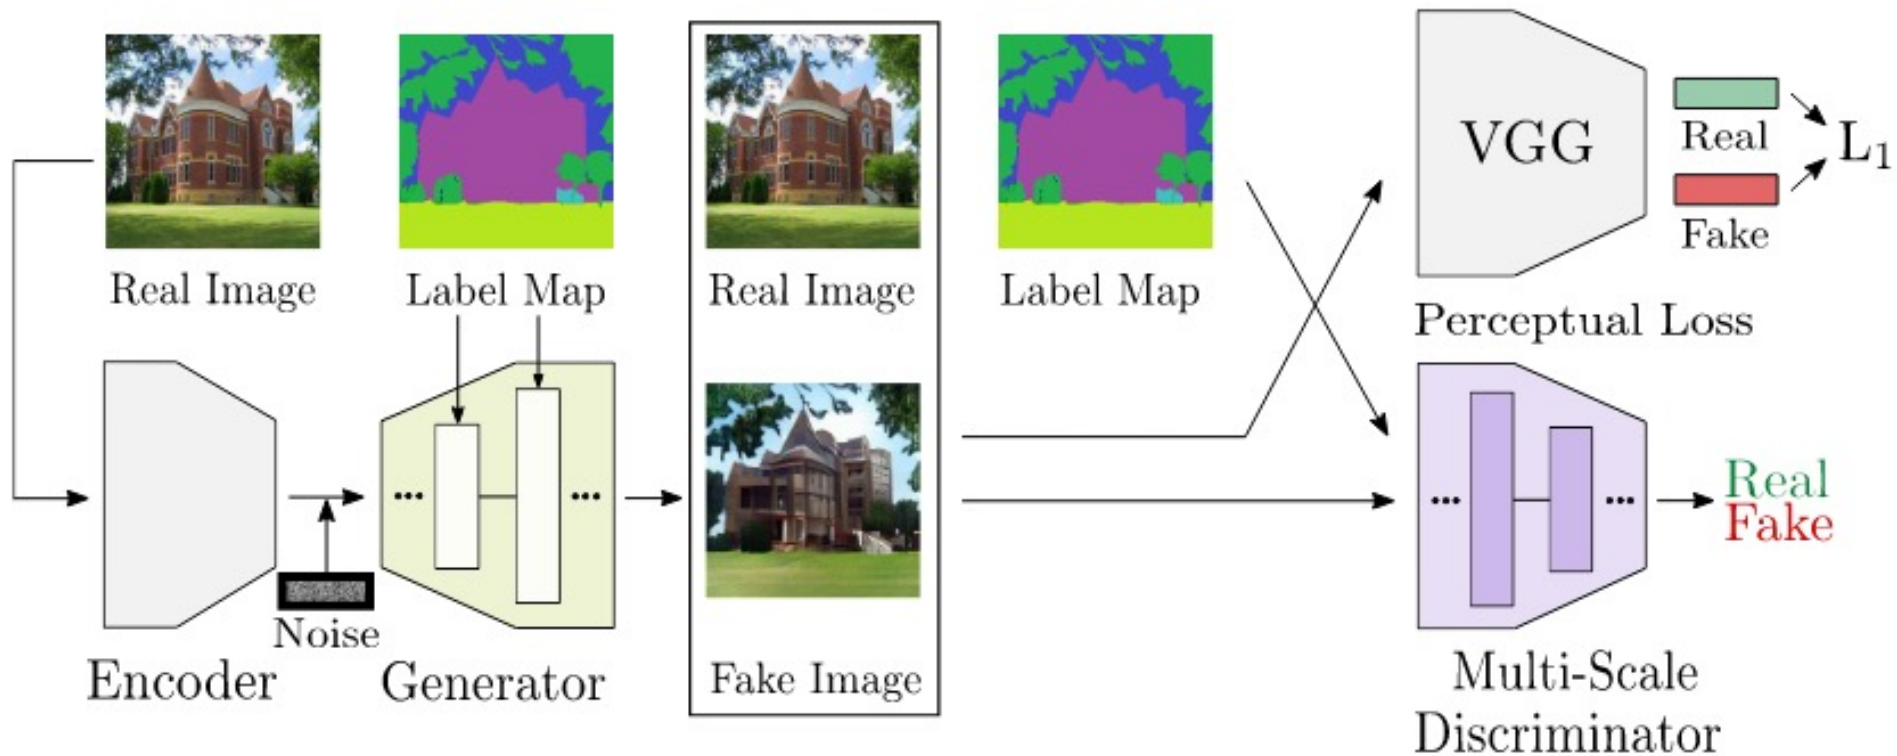 Real Image
Label Map
Real Image
Label Map
VGG
Real
Fake
L₁
Perceptual Loss
Noise
Encoder
Generator
Fake Image
Real
Fake
Multi-Scale
Discriminator